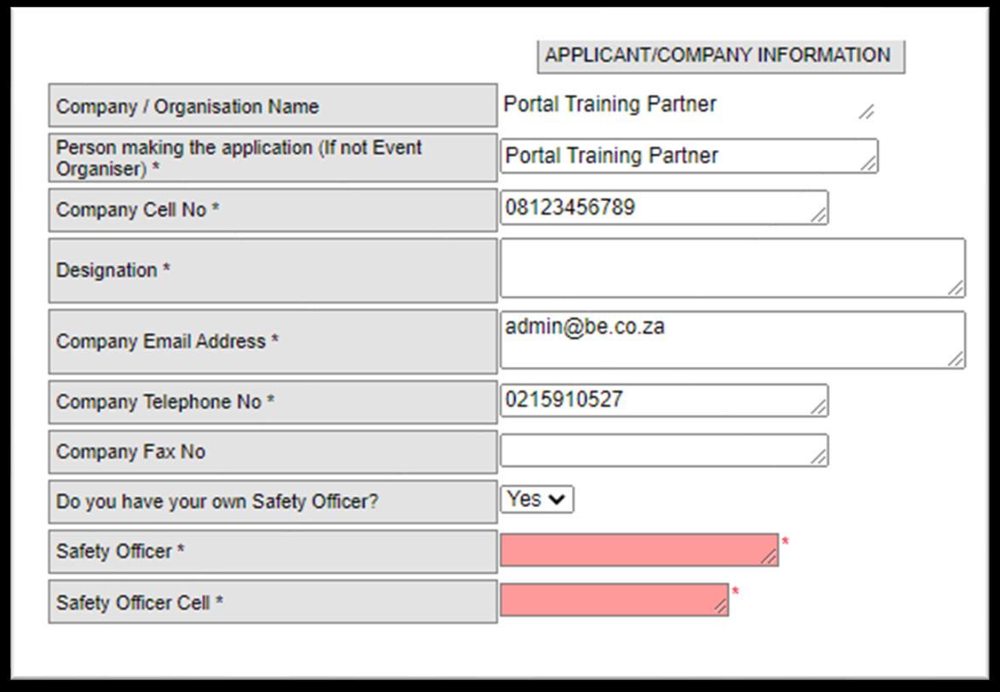 APPLICANT/COMPANY INFORMATION
Company / Organisation Name
Portal Training Partner
Person making the application (If not Event
Organiser) *
Portal Training Partner
Company Cell No *
08123456789
Designation *
Company Email Address *
admin@be.co.za
Company Telephone No *
0215910527
Company Fax No
Do you have your own Safety Officer?
Yes
Safety Officer *
*
Safety Officer Cell *
*